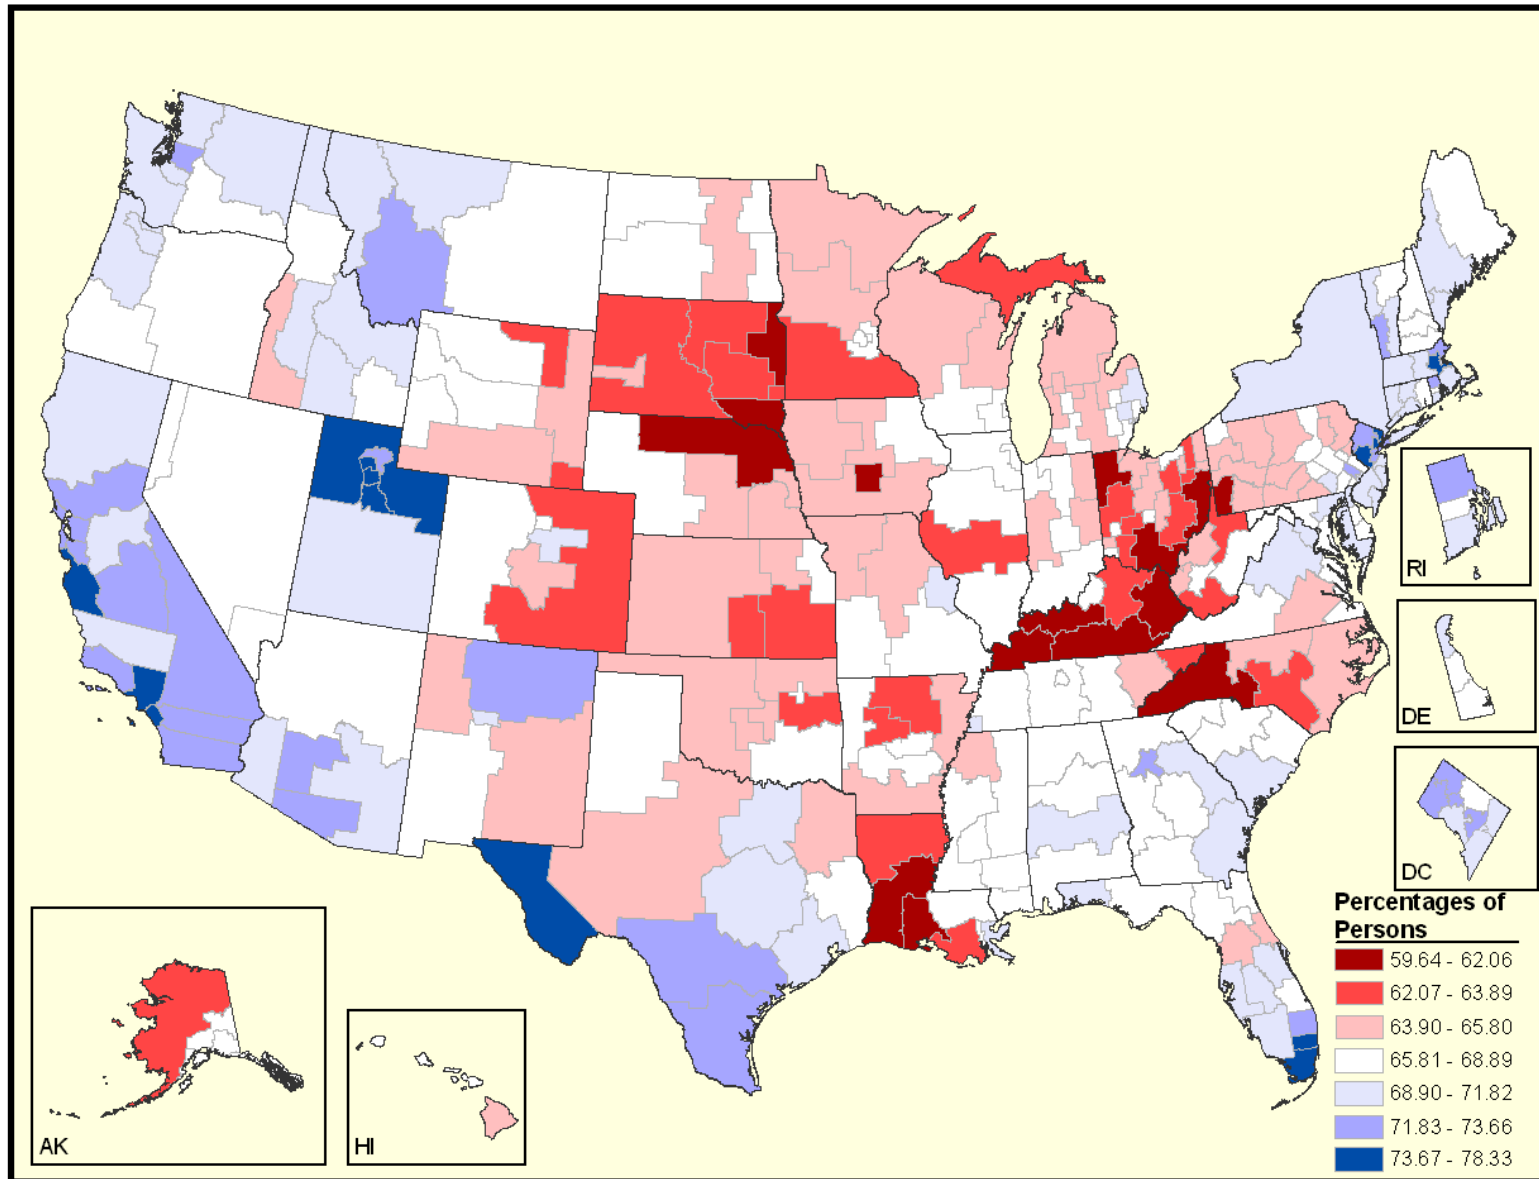 RI
DE
DC
AK
HI
Percentages of
Persons
59.64 - 62.06
62.07 - 63.89
63.90 - 65.80
65.81 - 68.89
68.90 - 71.82
71.83 - 73.66
73.67 - 78.33